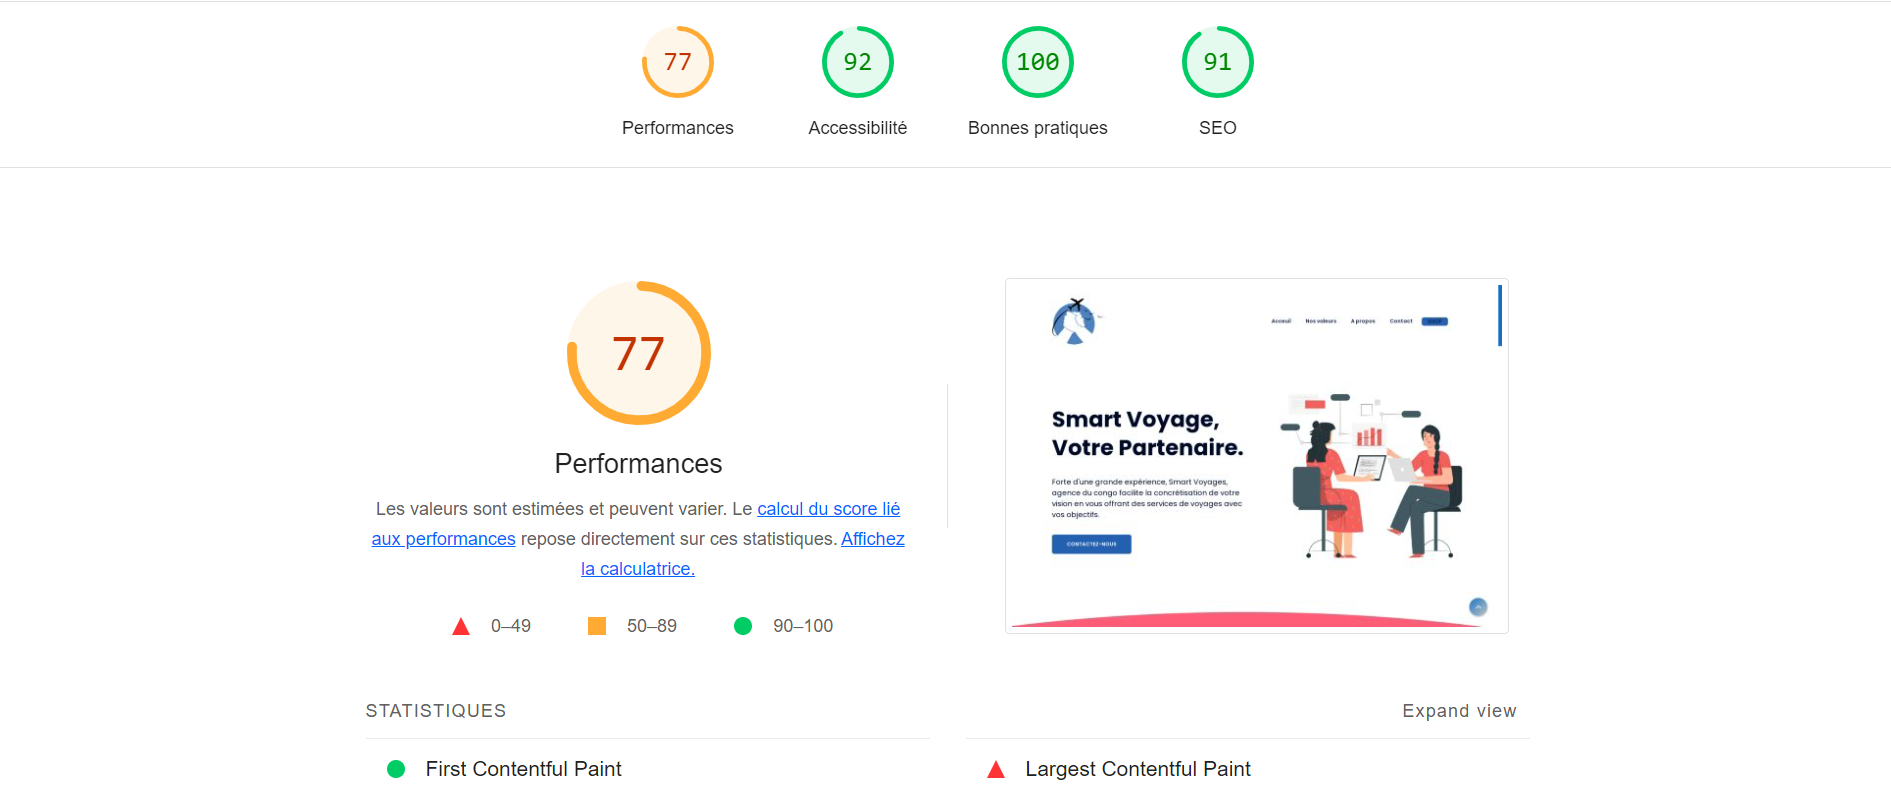 77 92 100 91
Performances Accessibilité Bonnes pratiques SEO
77
Performances
Les valeurs sont estimées et peuvent varier. Le calcul du score lié
aux performances repose directement sur ces statistiques. Affichez
la calculatrice.
0–49 50–89 90–100
Acceuil Nos valeurs A propos Contact
Smart Voyage,
Votre Partenaire.
Forte d'une grande expérience, Smart Voyages,
agence du congo facilite la concrétisation de votre
vision en vous offrant des services de voyages avec
vos objectifs.
CONTACTEZ-NOUS
STATISTIQUES Expand view
First Contentful Paint Largest Contentful Paint